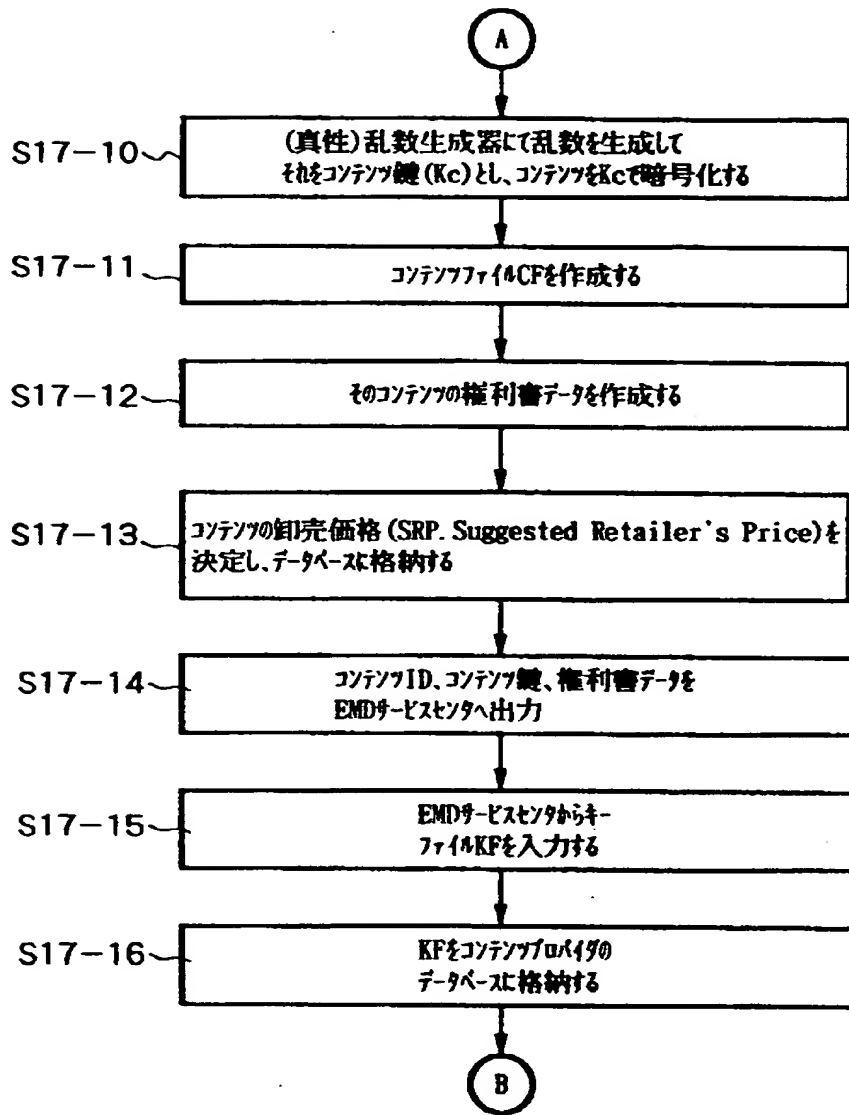 A
S17-10
(真性)乱数生成器にて乱数を生成して
それをコンテンツ鍵(Kc)とし、コンテンツをKcで暗号化する
S17-11
コンテンツファイルCFを作成する
S17-12
そのコンテンツの権利書データを作成する
S17-13
コンテンツの卸売価格(SRP.Suggested Retailer's Price)を
決定し、データベースに格納する
S17-14
コンテンツID、コンテンツ鍵、権利書データを
EMDサービスセンタへ出力
S17-15
EMDサービスセンタからキー
ファイルKFを入力する
S17-16
KFをコンテンツプロバイダの
データベースに格納する
B